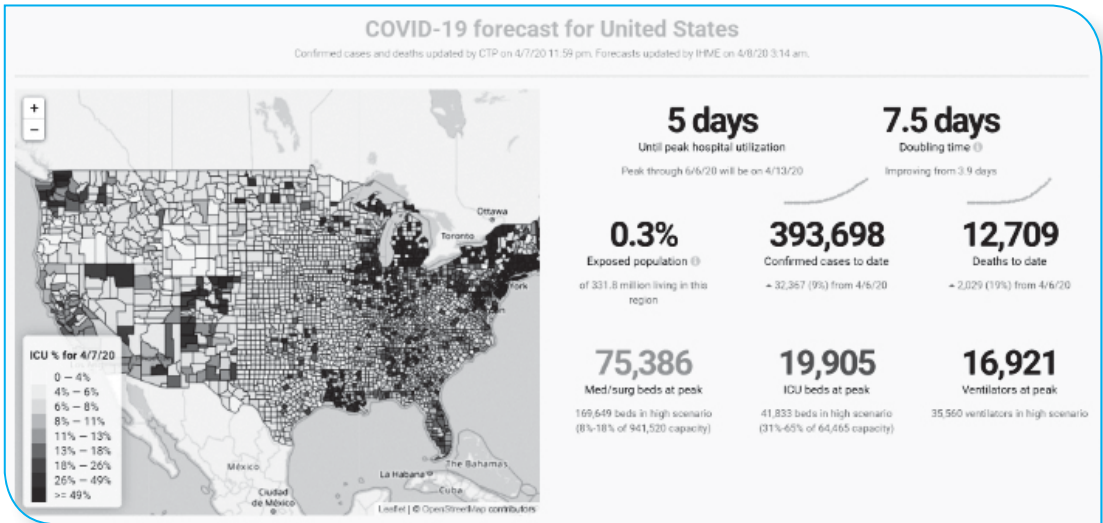 COVID-19 forecast for United States
Confirmed cases and deaths updated by CTP on 4/7/20 11:59 pm. Forecasts updated by IHME on 4/8/20 3:14 am.
+
−
Ottawa
Toronto
York
ICU % for 4/7/20
0 — 4%
4% — 6%
6% — 8%
8% — 11%
11% — 13%
13% — 18%
18% — 26%
26% — 49%
>= 49%
México
Ciudad
de México
La Habana
The Bahamas
Cuba
Leaflet | © OpenStreetMap contributors
5 days
Until peak hospital utilization
Peak through 6/6/20 will be on 4/13/20
7.5 days
Doubling time
Improving from 3.9 days
0.3%
Exposed population
of 331.8 million living in this
region
393,698
Confirmed cases to date
32,367 (9%) from 4/6/20
12,709
Deaths to date
2,029 (19%) from 4/6/20
75,386
Med/surg beds at peak
169,649 beds in high scenario
(8%-18% of 941,520 capacity)
19,905
ICU beds at peak
41,833 beds in high scenario
(31%-65% of 64,465 capacity)
16,921
Ventilators at peak
35,560 ventilators in high scenario